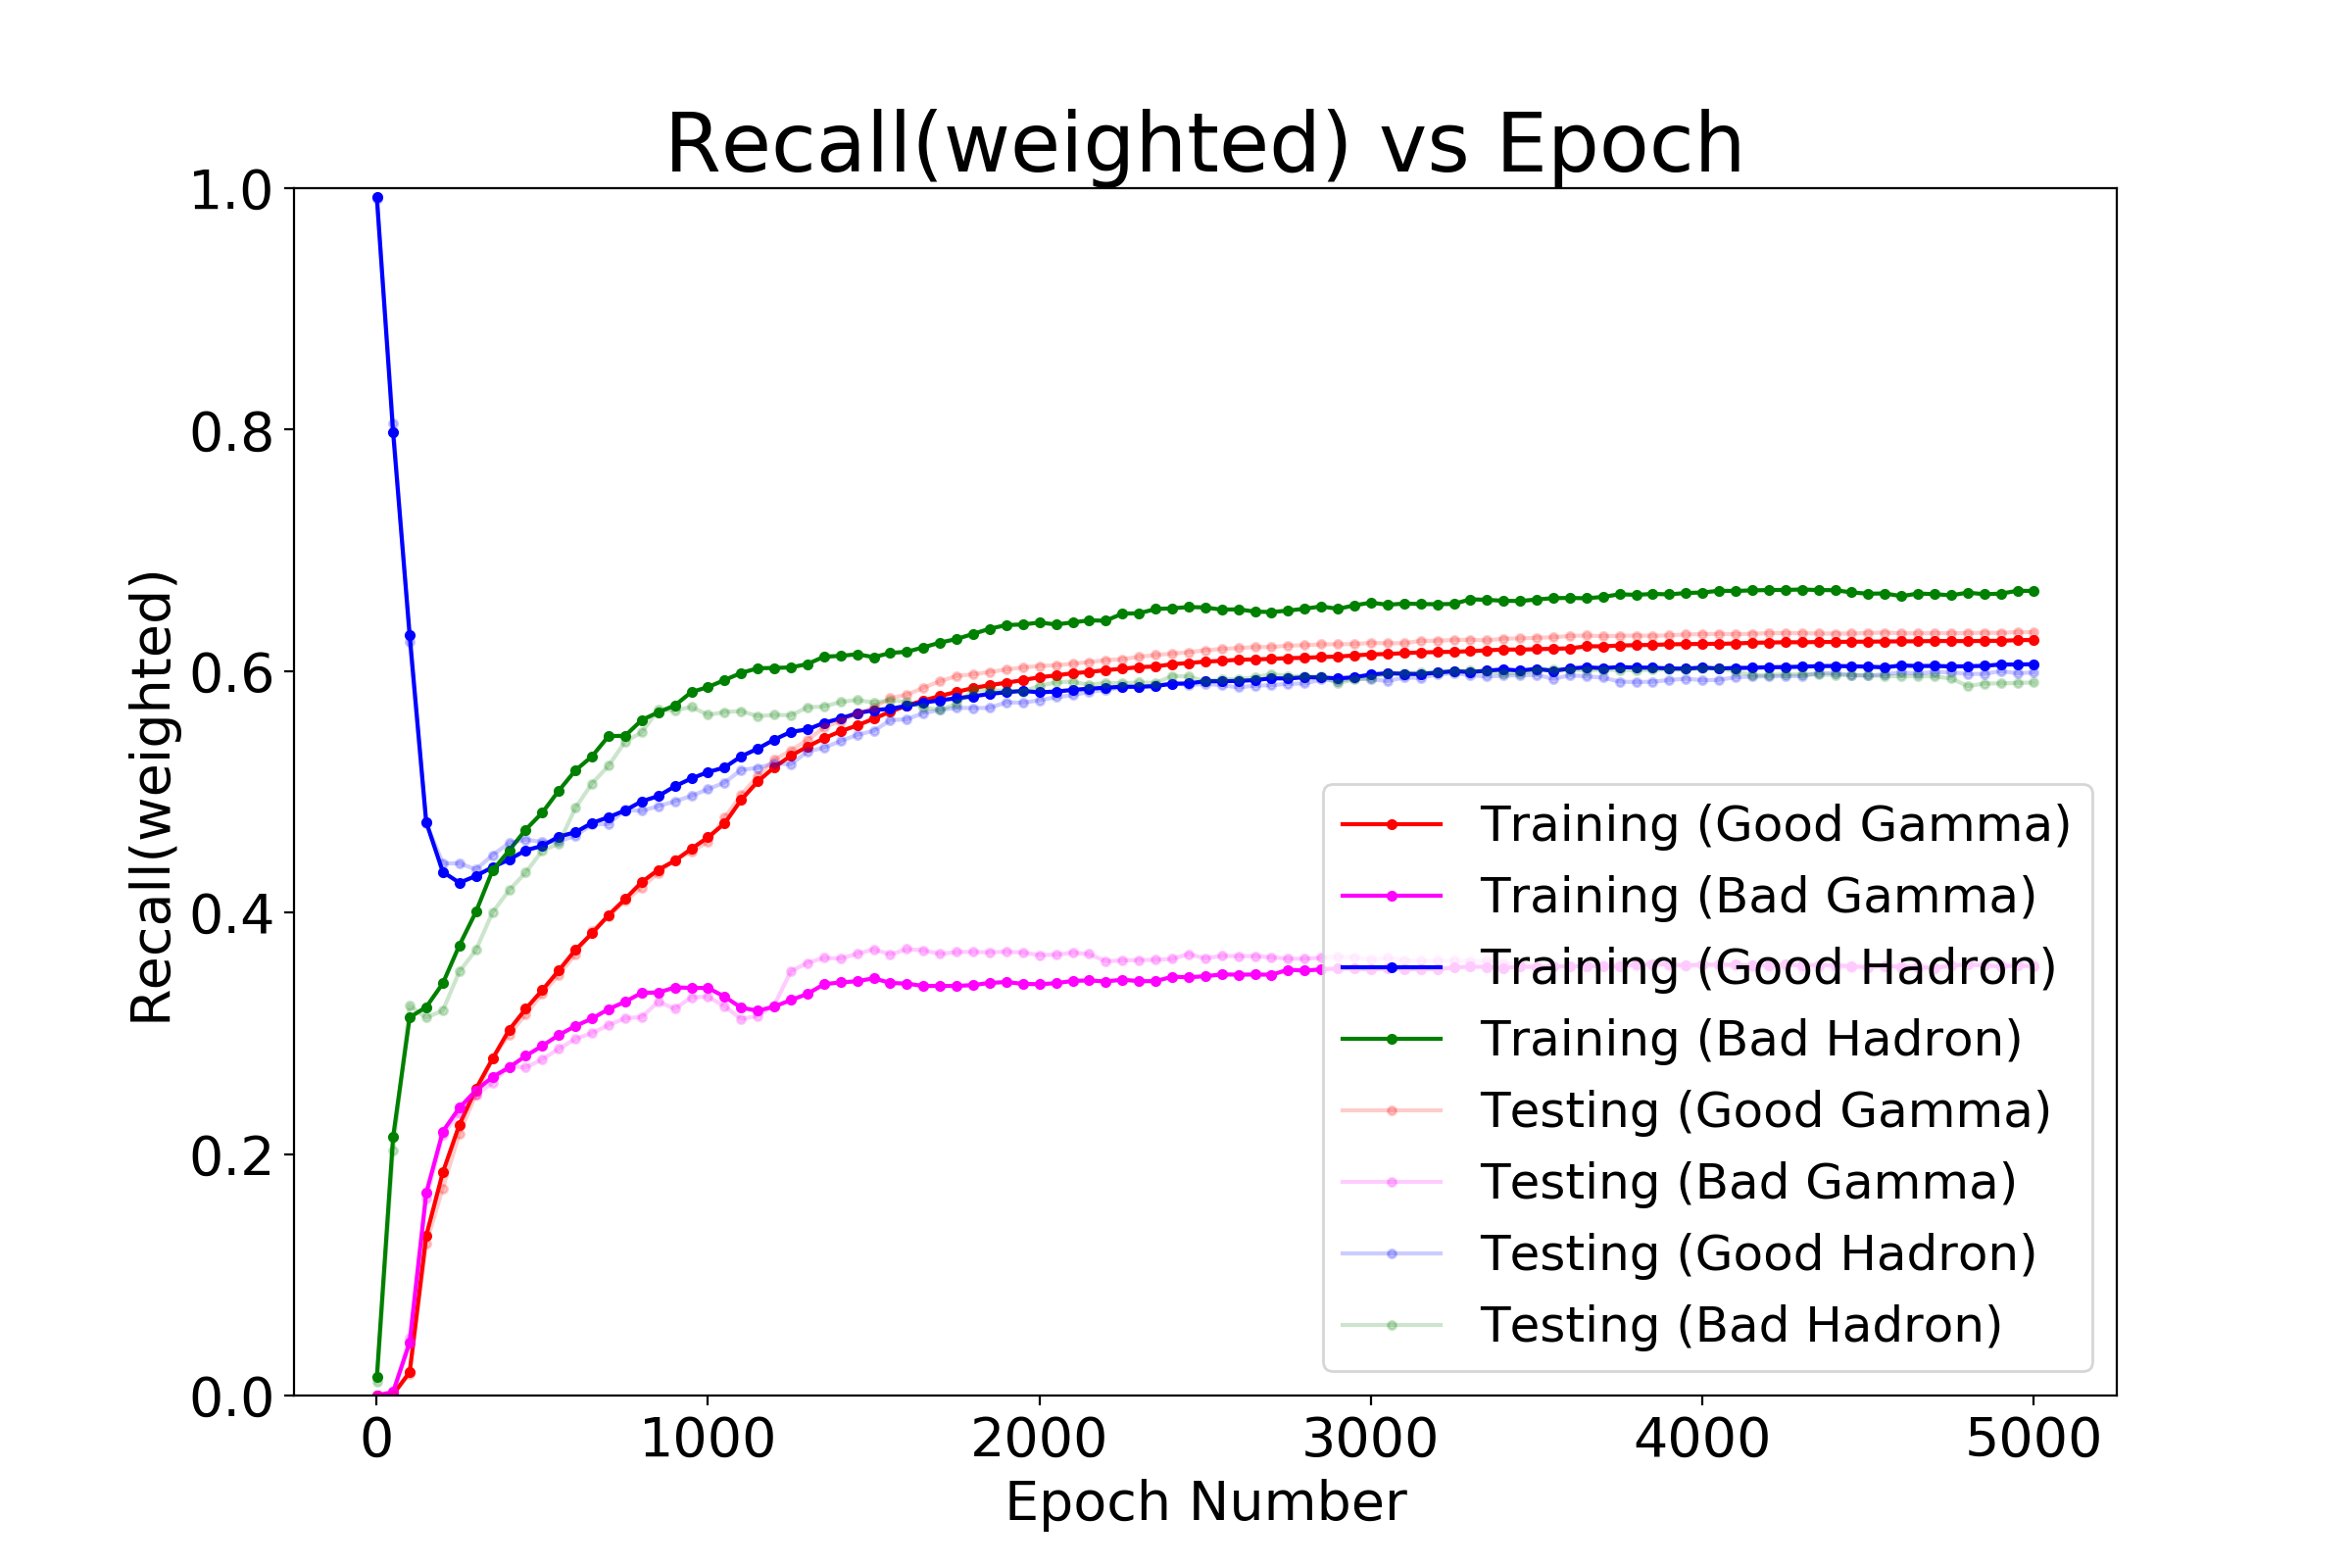 Recall(weighted) vs Epoch
1.0
0.8
0.6
0.4
0.2
0.0
Recall(weighted)
0 1000 2000 3000 4000 5000
Epoch Number
Training (Good Gamma)
Training (Bad Gamma)
Training (Good Hadron)
Training (Bad Hadron)
Testing (Good Gamma)
Testing (Bad Gamma)
Testing (Good Hadron)
Testing (Bad Hadron)